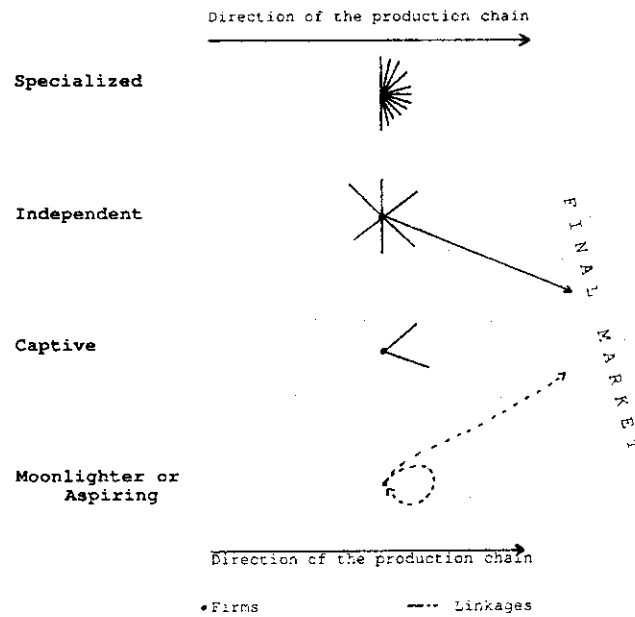 Direction of the production chain
Specialized
Independent
FINAL MARKET
Captive
Moonlighter or
Aspiring
Direction of the production chain
Firms
Linkages